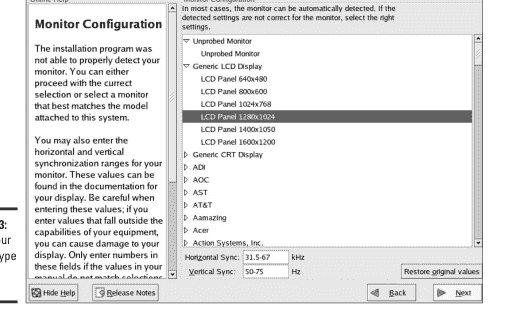 Online Help
Monitor Configuration
The installation program was
not able to properly detect your
monitor. You can either
proceed with the currect
selection or select a monitor
that best matches the model
attached to this system.
You may also enter the
horizontal and vertical
synchronization ranges for your
monitor. These values can be
found in the documentation for
your display. Be careful when
entering these values; if you
enter values that fall outside the
capabilities of your equipment,
you can cause damage to your
display. Only enter numbers in
these fields if the values in your
manual do not match selections
Monitor Configuration
In most cases, the monitor can be automatically detected. If the
detected settings are not correct for the monitor, select the right
settings.
Unprobed Monitor
Unprobed Monitor
Generic LCD Display
LCD Panel 640x480
LCD Panel 800x600
LCD Panel 1024x768
LCD Panel 1280x1024
LCD Panel 1400x1050
LCD Panel 1600x1200
Generic CRT Display
ADI
AOC
AST
AT&T
Aamazing
Acer
Action Systems, Inc.
Horizontal Sync: 31.5-67 kHz
Vertical Sync: 50-75 Hz
Restore original values
Hide Help
Release Notes
Back
Next
3:
ur
ype